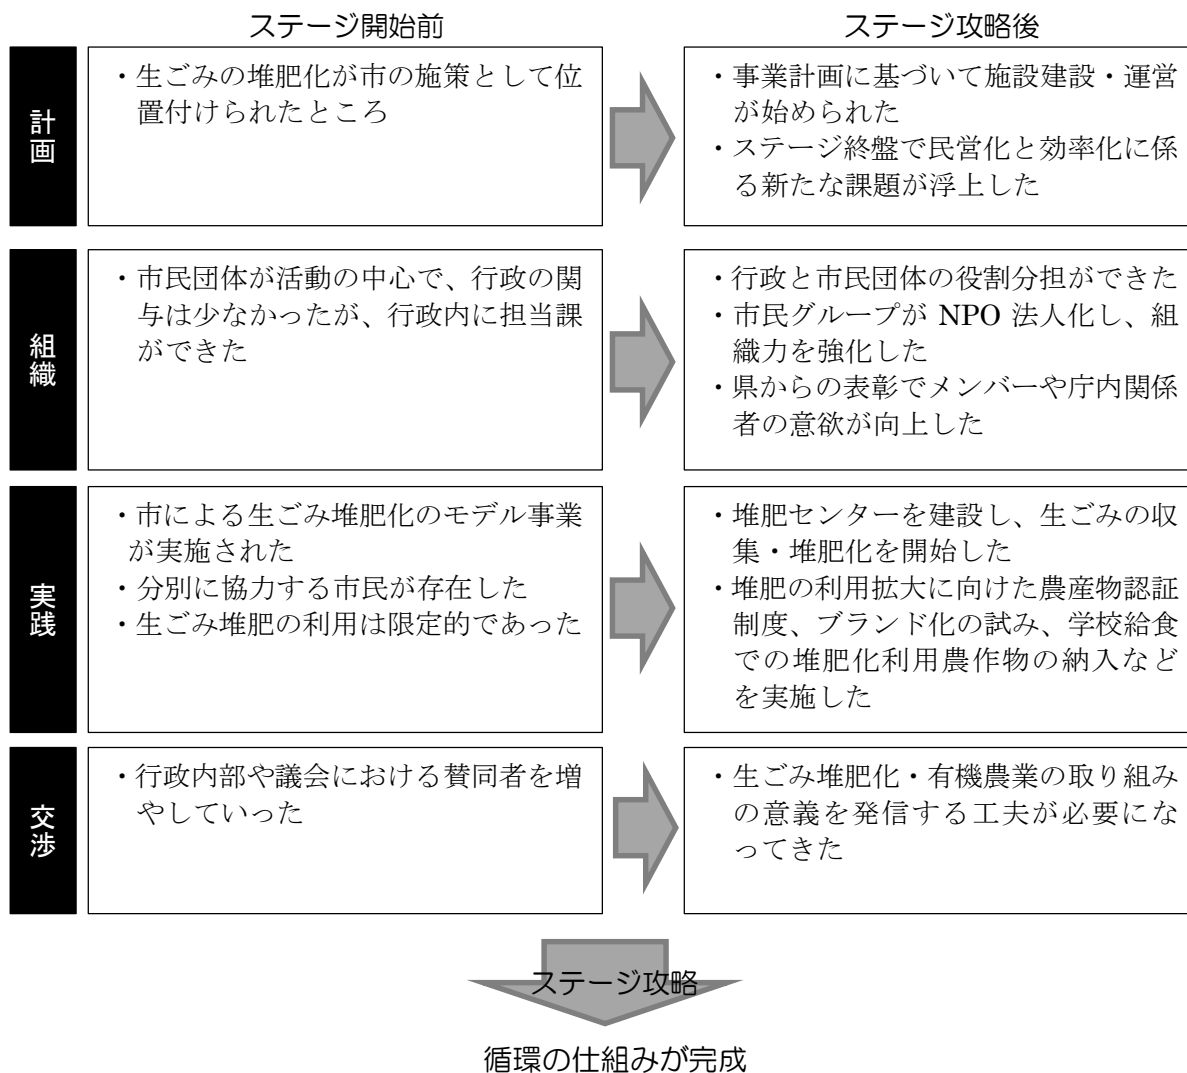 ステージ開始前
ステージ攻略後
計画
・生ごみの堆肥化が市の施策として位
置付けられたところ
・事業計画に基づいて施設建設・運営
が始められた
・ステージ終盤で民営化と効率化に係
る新たな課題が浮上した
組織
・市民団体が活動の中心で、行政の関
与は少なかったが、行政内に担当課
ができた
・行政と市民団体の役割分担ができた
・市民グループが NPO 法人化し、組
織力を強化した
・県からの表彰でメンバーや庁内関係
者の意欲が向上した
実践
・市による生ごみ堆肥化のモデル事業
が実施された
・分別に協力する市民が存在した
・生ごみ堆肥の利用は限定的であった
・堆肥センターを建設し、生ごみの収
集・堆肥化を開始した
・堆肥の利用拡大に向けた農産物認証
制度、ブランド化の試み、学校給食
での堆肥化利用農作物の納入など
を実施した
交渉
・行政内部や議会における賛同者を増
やしていった
・生ごみ堆肥化・有機農業の取り組み
の意義を発信する工夫が必要にな
ってきた
ステージ攻略
循環の仕組みが完成